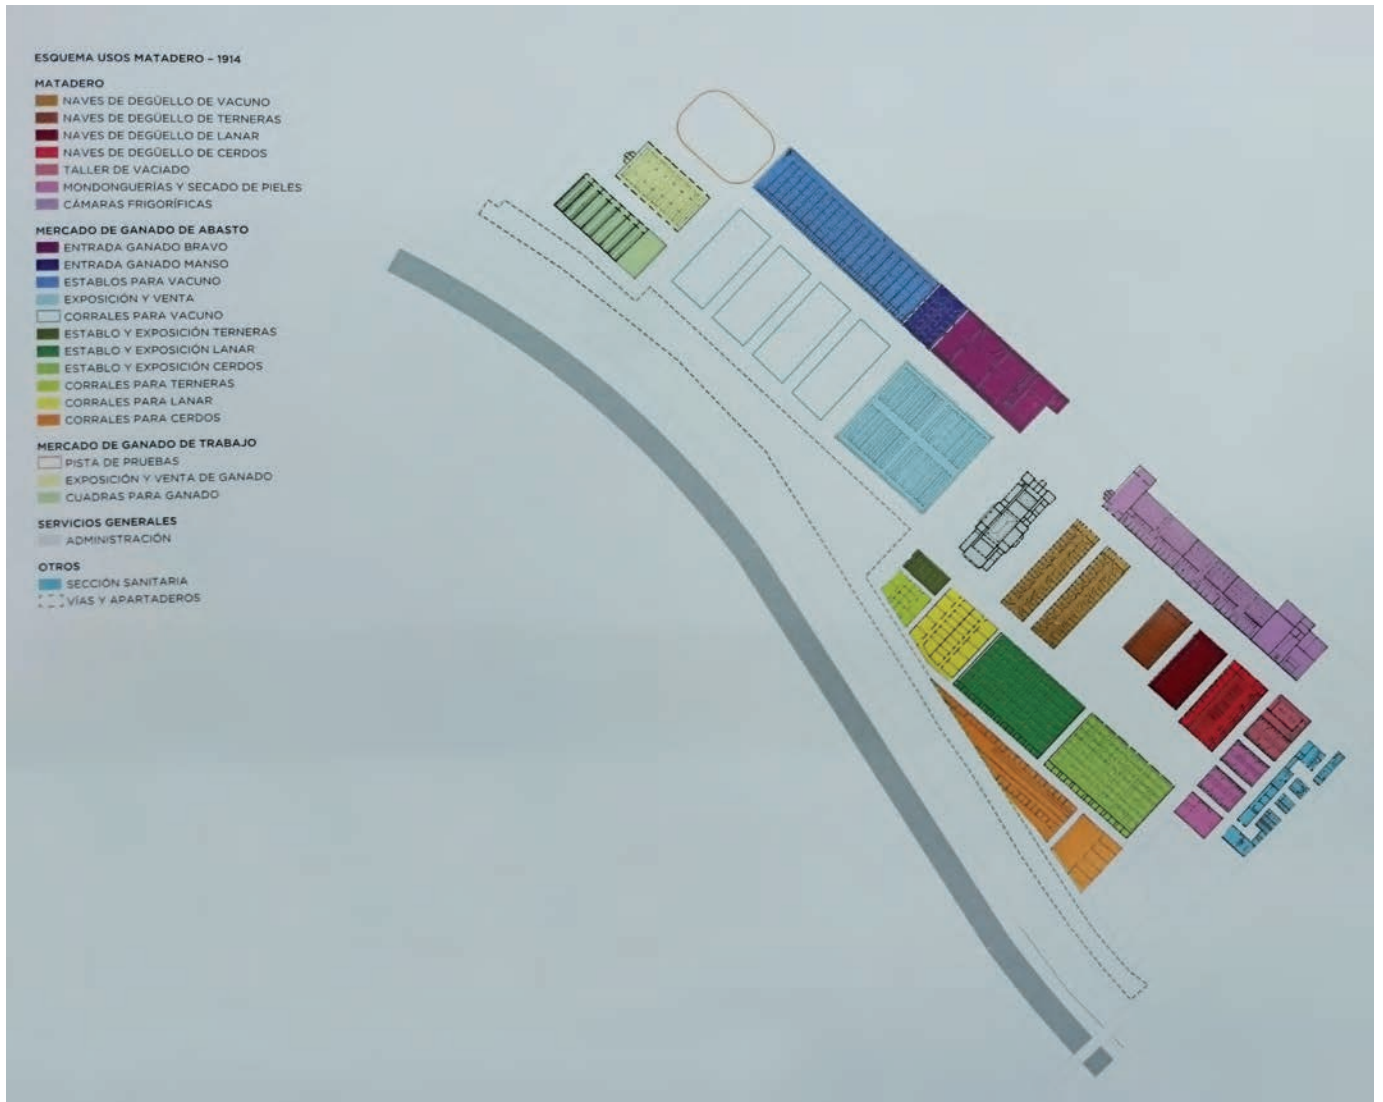 ESQUEMA USOS MATADERO – 1914
MATADERO
NAVES DE DEGÜELLO DE VACUNO
NAVES DE DEGÜELLO DE TERNERAS
NAVES DE DEGÜELLO DE LANAR
NAVES DE DEGÜELLO DE CERDOS
TALLER DE VACIADO
MONDONGUERÍAS Y SECADO DE PIELES
CÁMARAS FRIGORÍFICAS
MERCADO DE GANADO DE ABASTO
ENTRADA GANADO BRAVO
ENTRADA GANADO MANSO
ESTABLOS PARA VACUNO
EXPOSICIÓN Y VENTA
CORRALES PARA VACUNO
ESTABLO Y EXPOSICIÓN TERNERAS
ESTABLO Y EXPOSICIÓN LANAR
ESTABLO Y EXPOSICIÓN CERDOS
CORRALES PARA TERNERAS
CORRALES PARA LANAR
CORRALES PARA CERDOS
MERCADO DE GANADO DE TRABAJO
PISTA DE PRUEBAS
EXPOSICIÓN Y VENTA DE GANADO
CUADRAS PARA GANADO
SERVICIOS GENERALES
ADMINISTRACIÓN
OTROS
SECCIÓN SANITARIA
VÍAS Y APARTADEROS